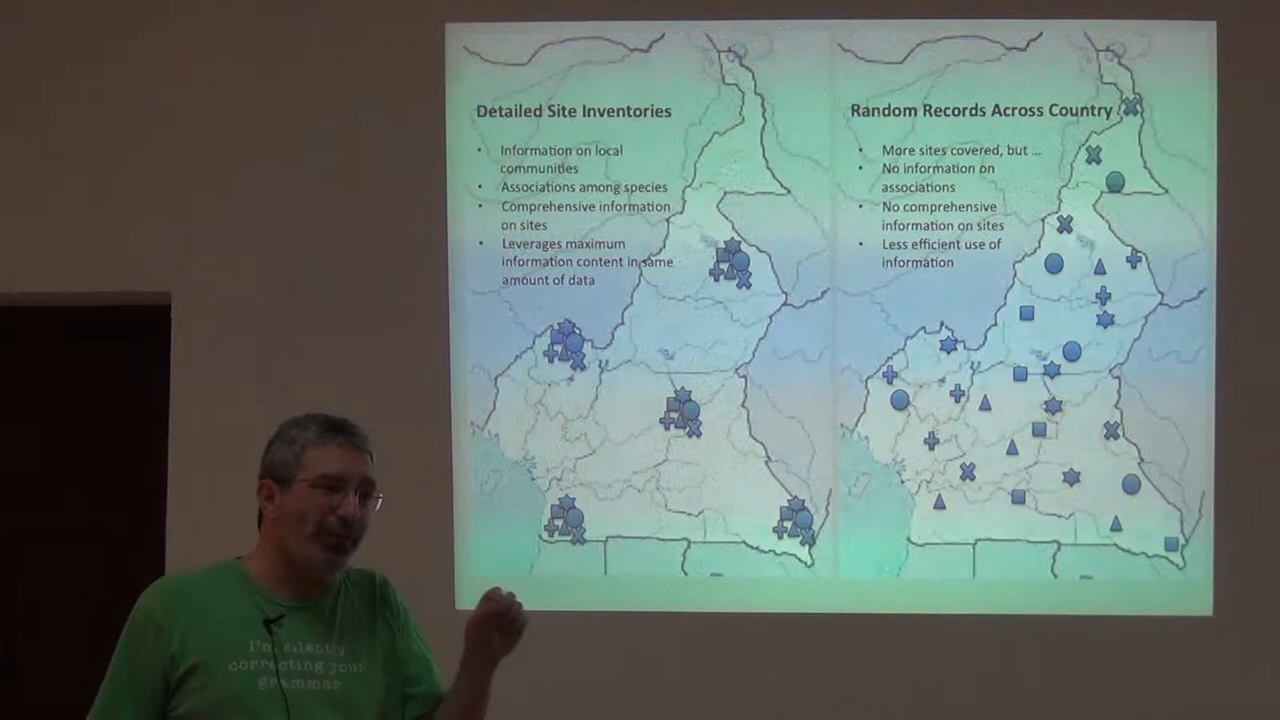 Detailed Site Inventories
• Information on local
communities
• Associations among species
• Comprehensive information
on sites
• Leverages maximum
information content in same
amount of data
Random Records Across Country
• More sites covered, but ...
• No information on
associations
• No comprehensive
information on sites
• Less efficient use of
information
I'm silently
correcting your
grammar